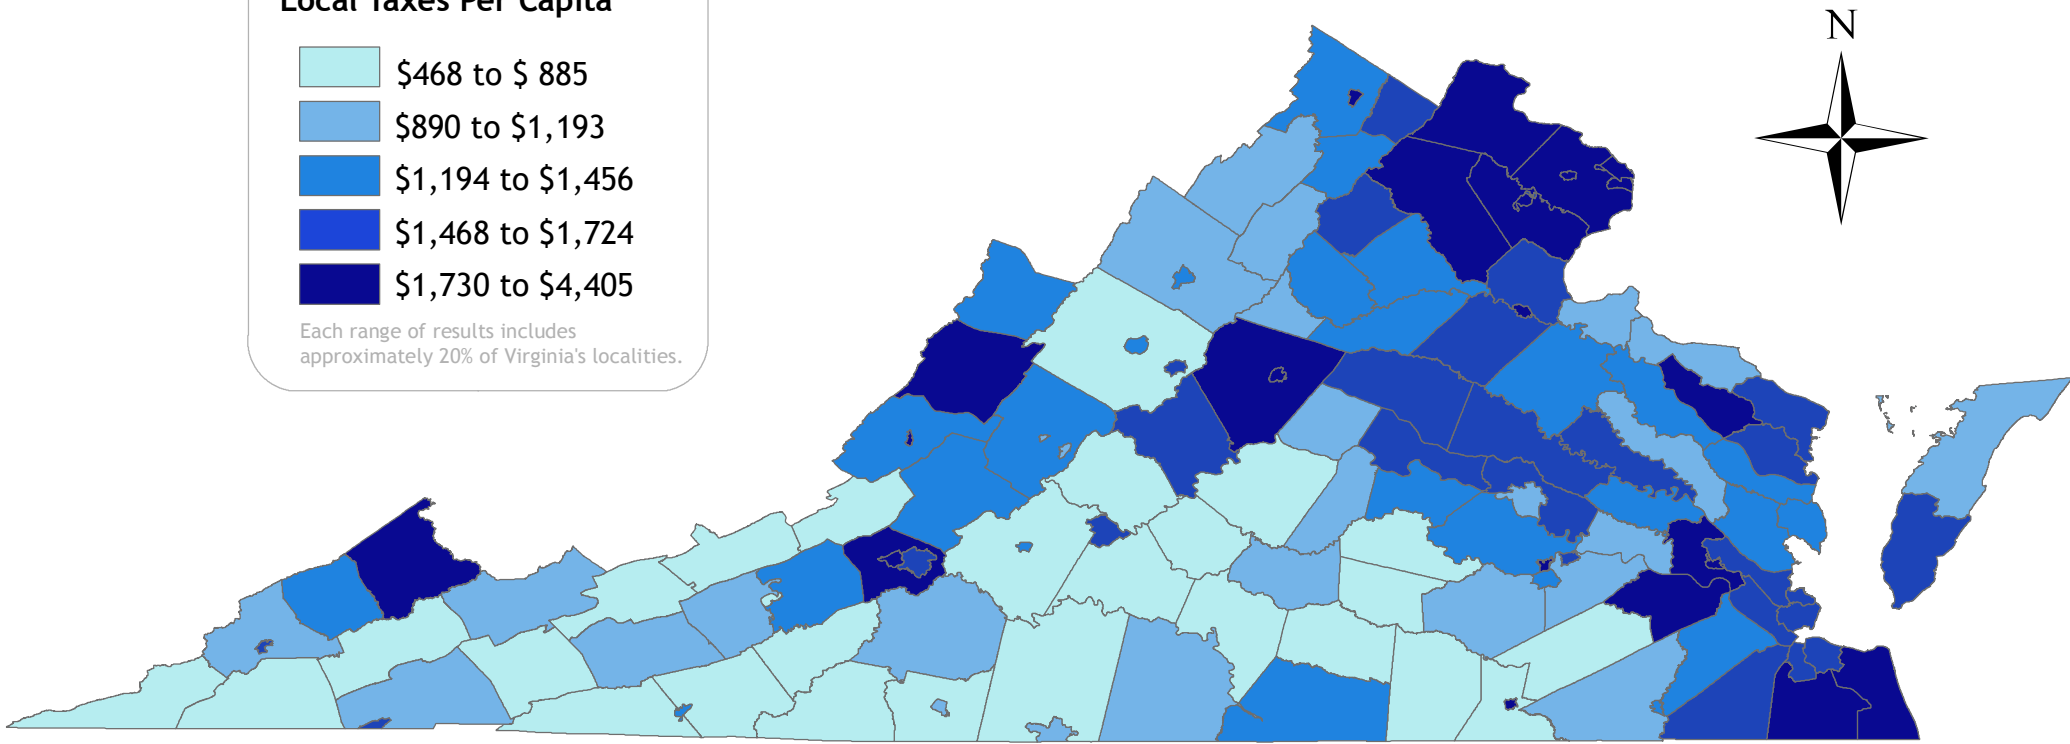 Local Taxes Per Capita
$468 to $ 885
$890 to $1,193
$1,194 to $1,456
$1,468 to $1,724
$1,730 to $4,405
Each range of results includes
approximately 20% of Virginia's localities.
N